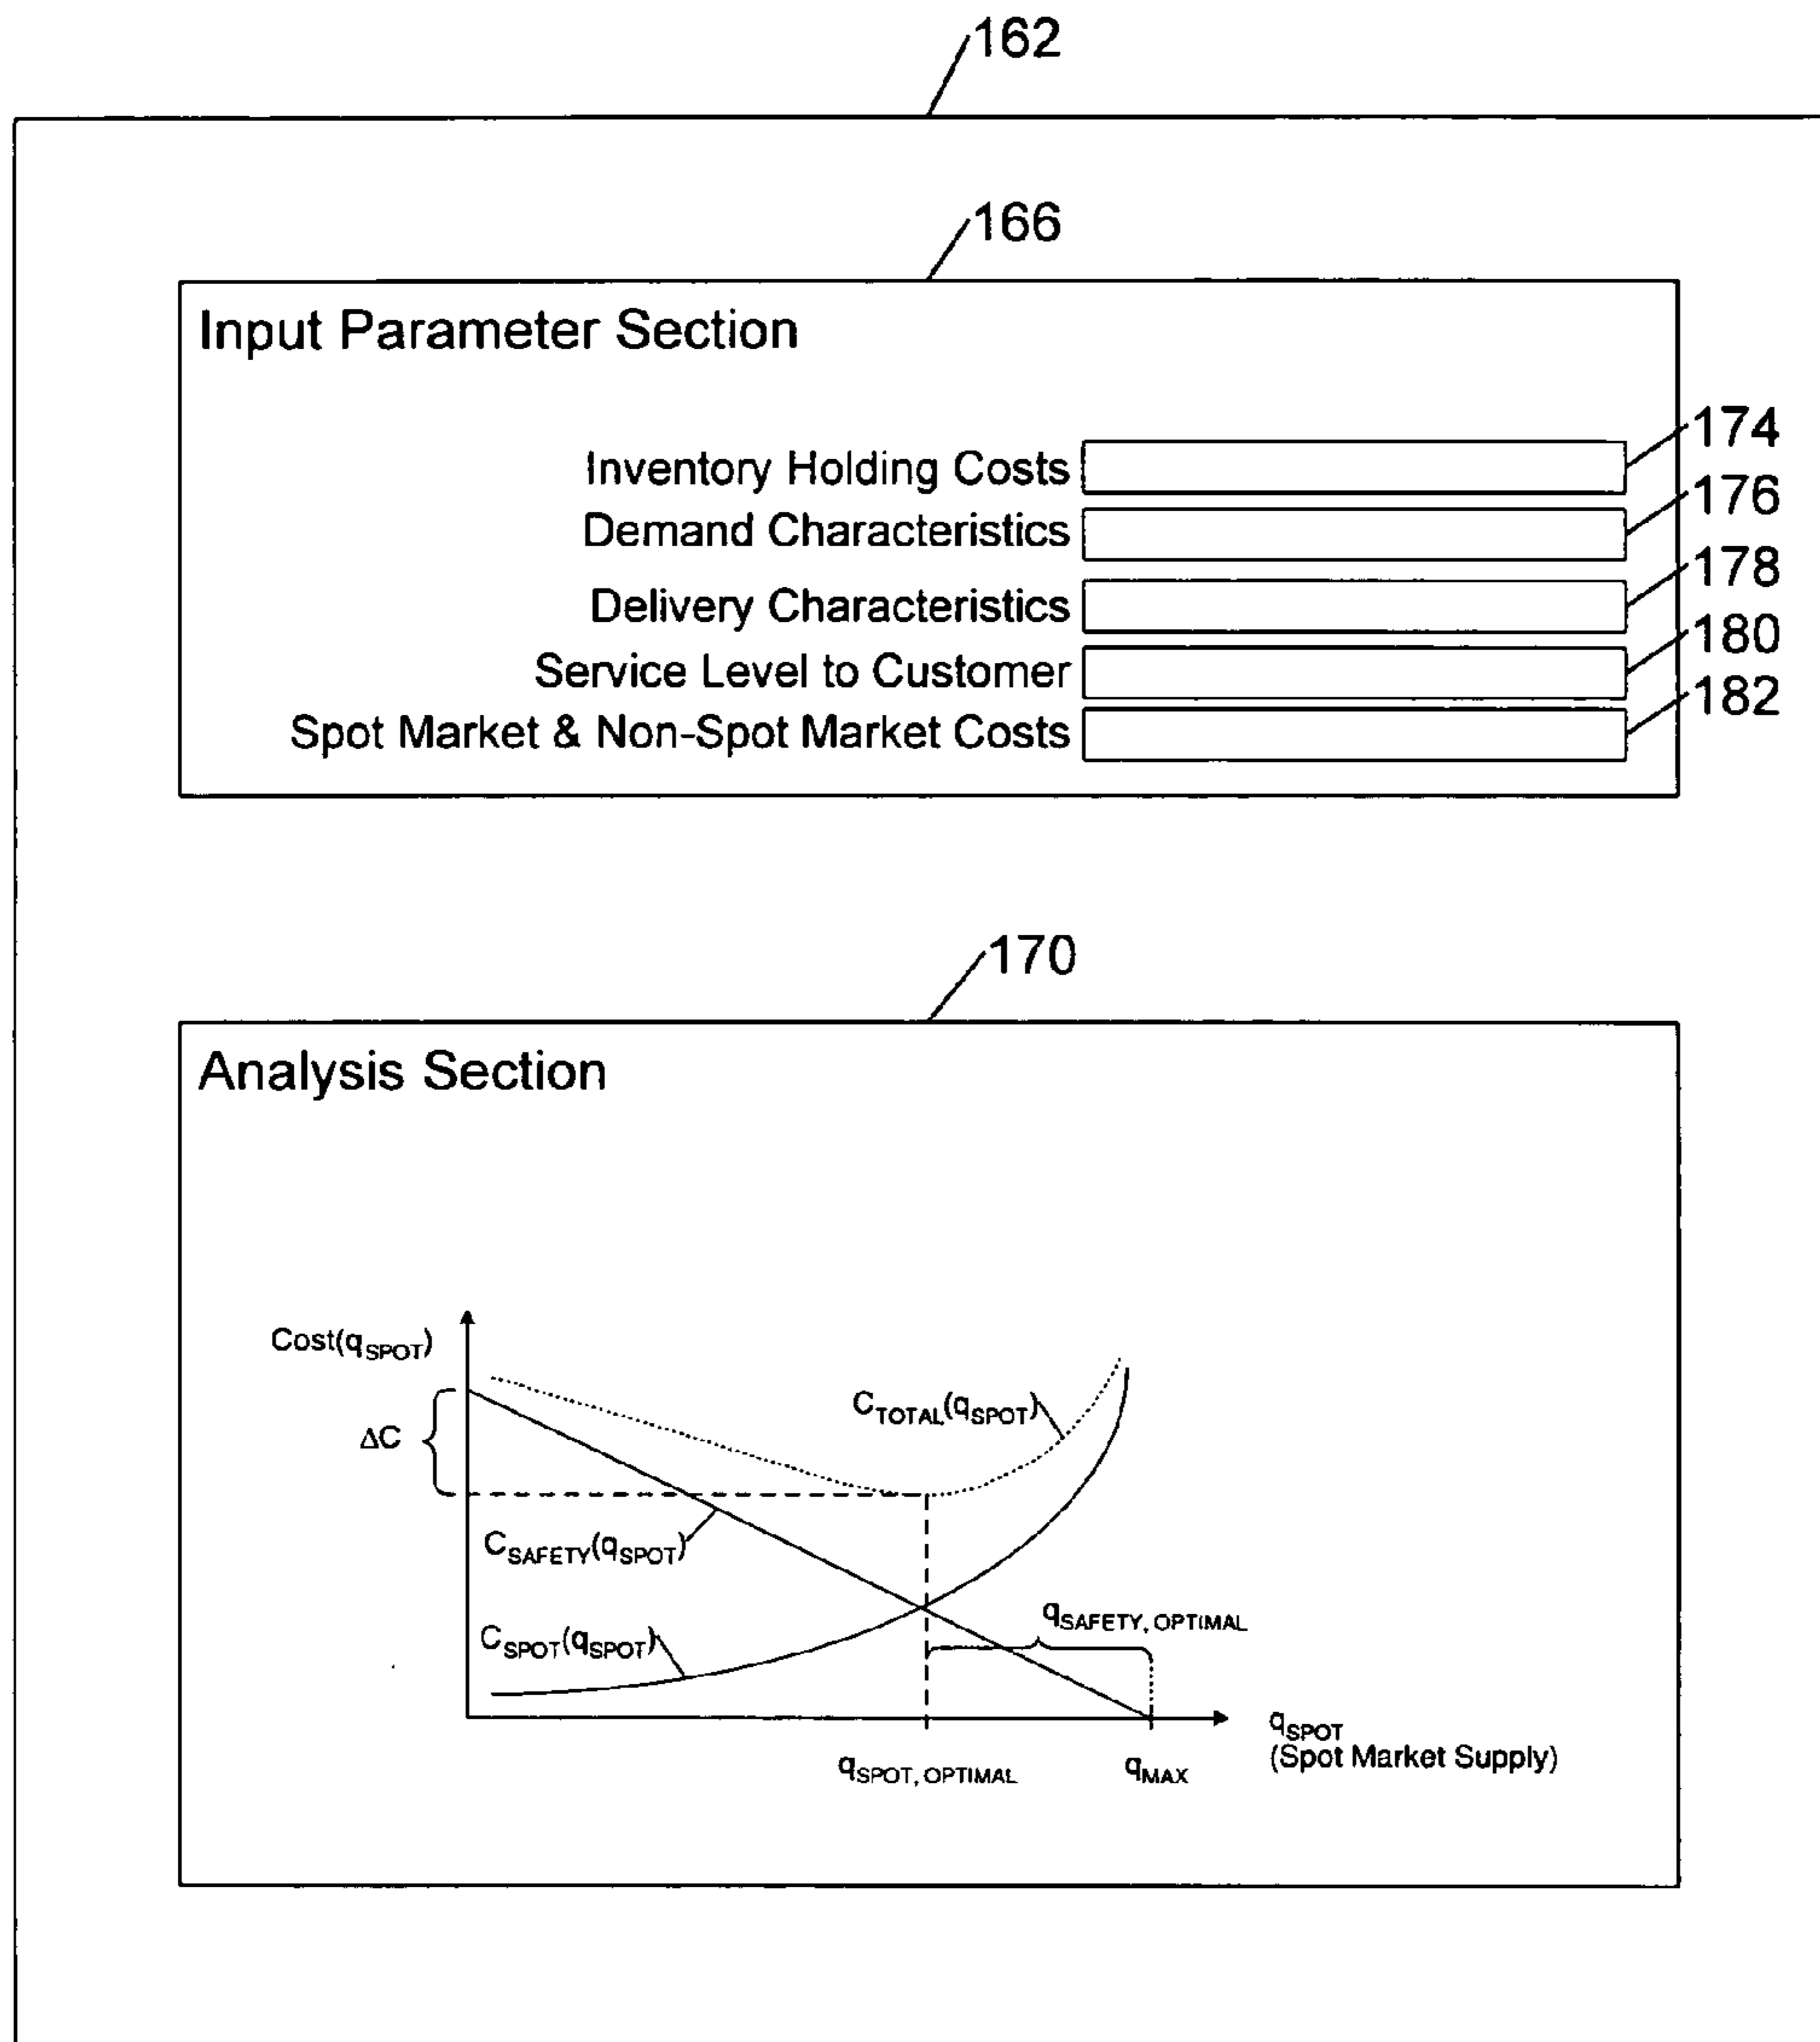 162
166
Input Parameter Section
Inventory Holding Costs 174
Demand Characteristics 176
Delivery Characteristics 178
Service Level to Customer 180
Spot Market & Non-Spot Market Costs 182
170
Analysis Section
Cost(qSPOT)
CTOTAL(qSPOT)
ΔC
CSAFETY(qSPOT)
qSAFETY, OPTIMAL
CSPOT(qSPOT)
qSPOT
(Spot Market Supply)
qSPOT, OPTIMAL qMAX